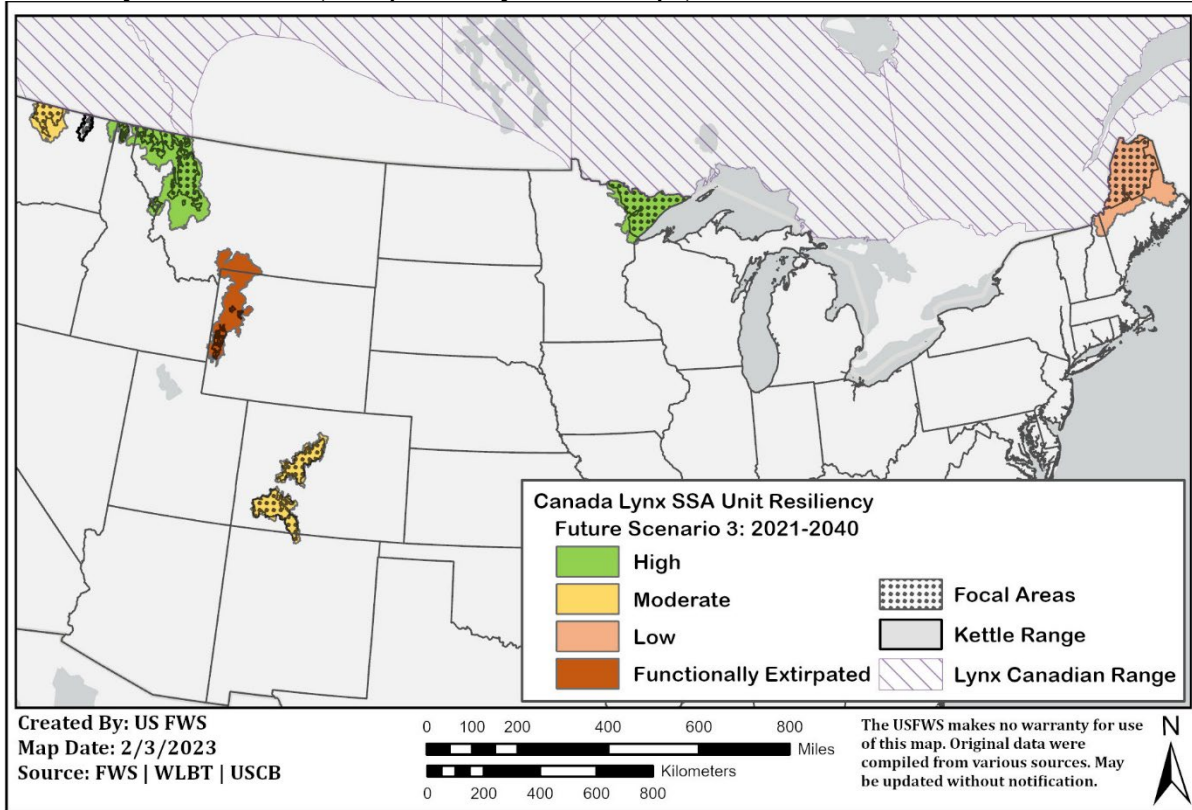 Canada Lynx SSA Unit Resiliency
Future Scenario 3: 2021-2040
High
Moderate
Low
Functionally Extirpated
Focal Areas
Kettle Range
Lynx Canadian Range
Created By: US FWS
Map Date: 2/3/2023
Source: FWS | WLBT | USCB
0 100 200 400 600 800
Miles
Kilometers
0 200 400 600 800
The USFWS makes no warranty for use
of this map. Original data were
compiled from various sources. May
be updated without notification.
N